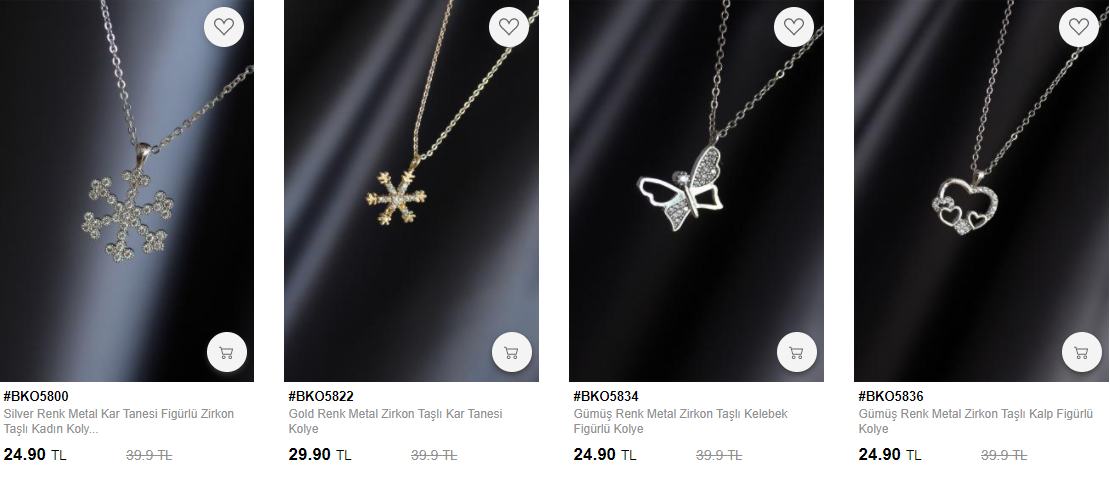 #BKO5800
Silver Renk Metal Kar Tanesi Figürlü Zirkon
Taşlı Kadın Koly...
24.90 TL 39.9 TL
#BKO5822
Gold Renk Metal Zirkon Taşlı Kar Tanesi
Kolye
29.90 TL 39.9 TL
#BKO5834
Gümüş Renk Metal Zirkon Taşlı Kelebek
Figürlü Kolye
24.90 TL 39.9 TL
#BKO5836
Gümüş Renk Metal Zirkon Taşlı Kalp Figürlü
Kolye
24.90 TL 39.9 TL